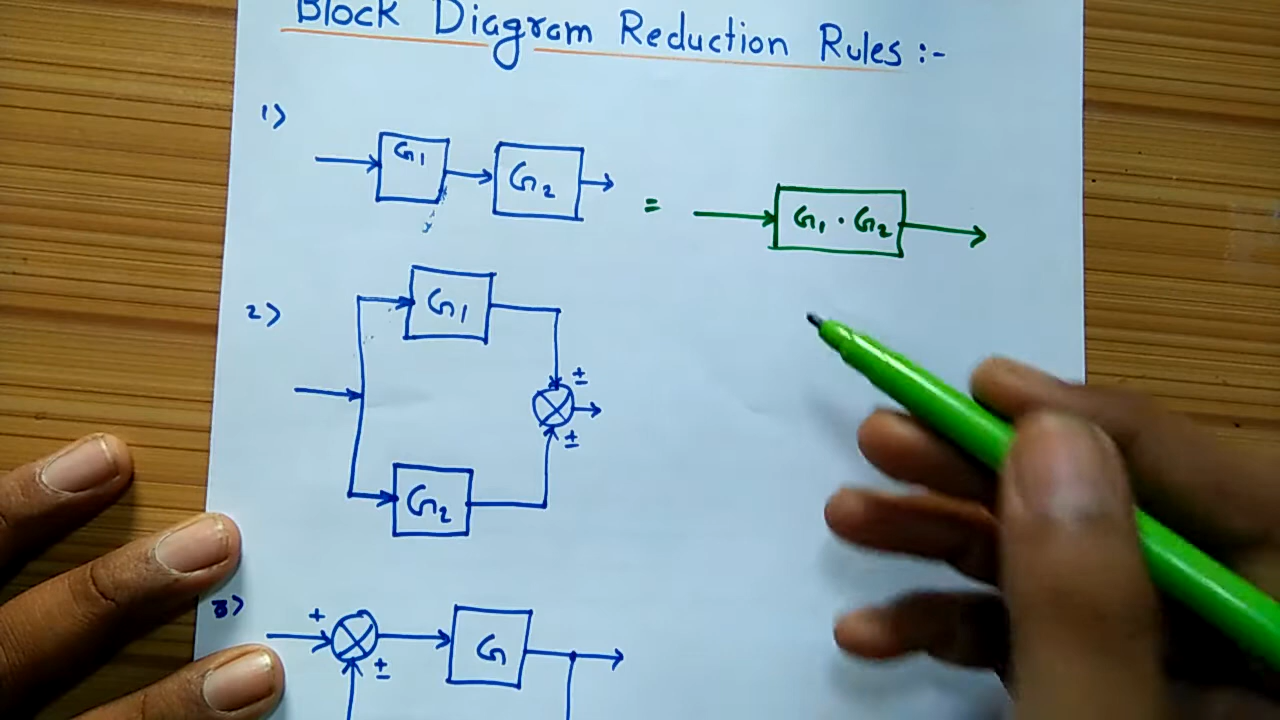 Block Diagram Reduction Rules :-
1)
G1 G2 = G1 . G2
2)
G1
±
±
G2
3)
+
± G